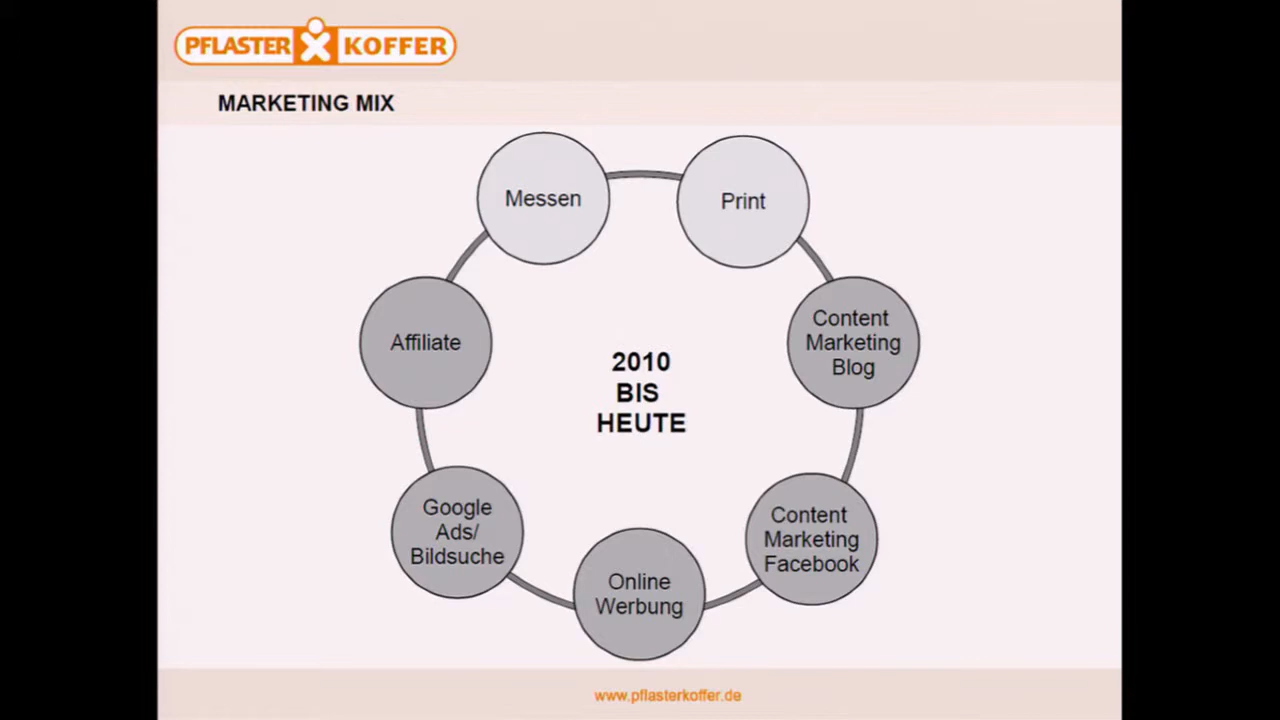 PFLASTER KOFFER
MARKETING MIX
Messen
Print
Affiliate
Content
Marketing
Blog
2010
BIS
HEUTE
Google
Ads/
Bildsuche
Content
Marketing
Facebook
Online
Werbung
www.pflasterkoffer.de